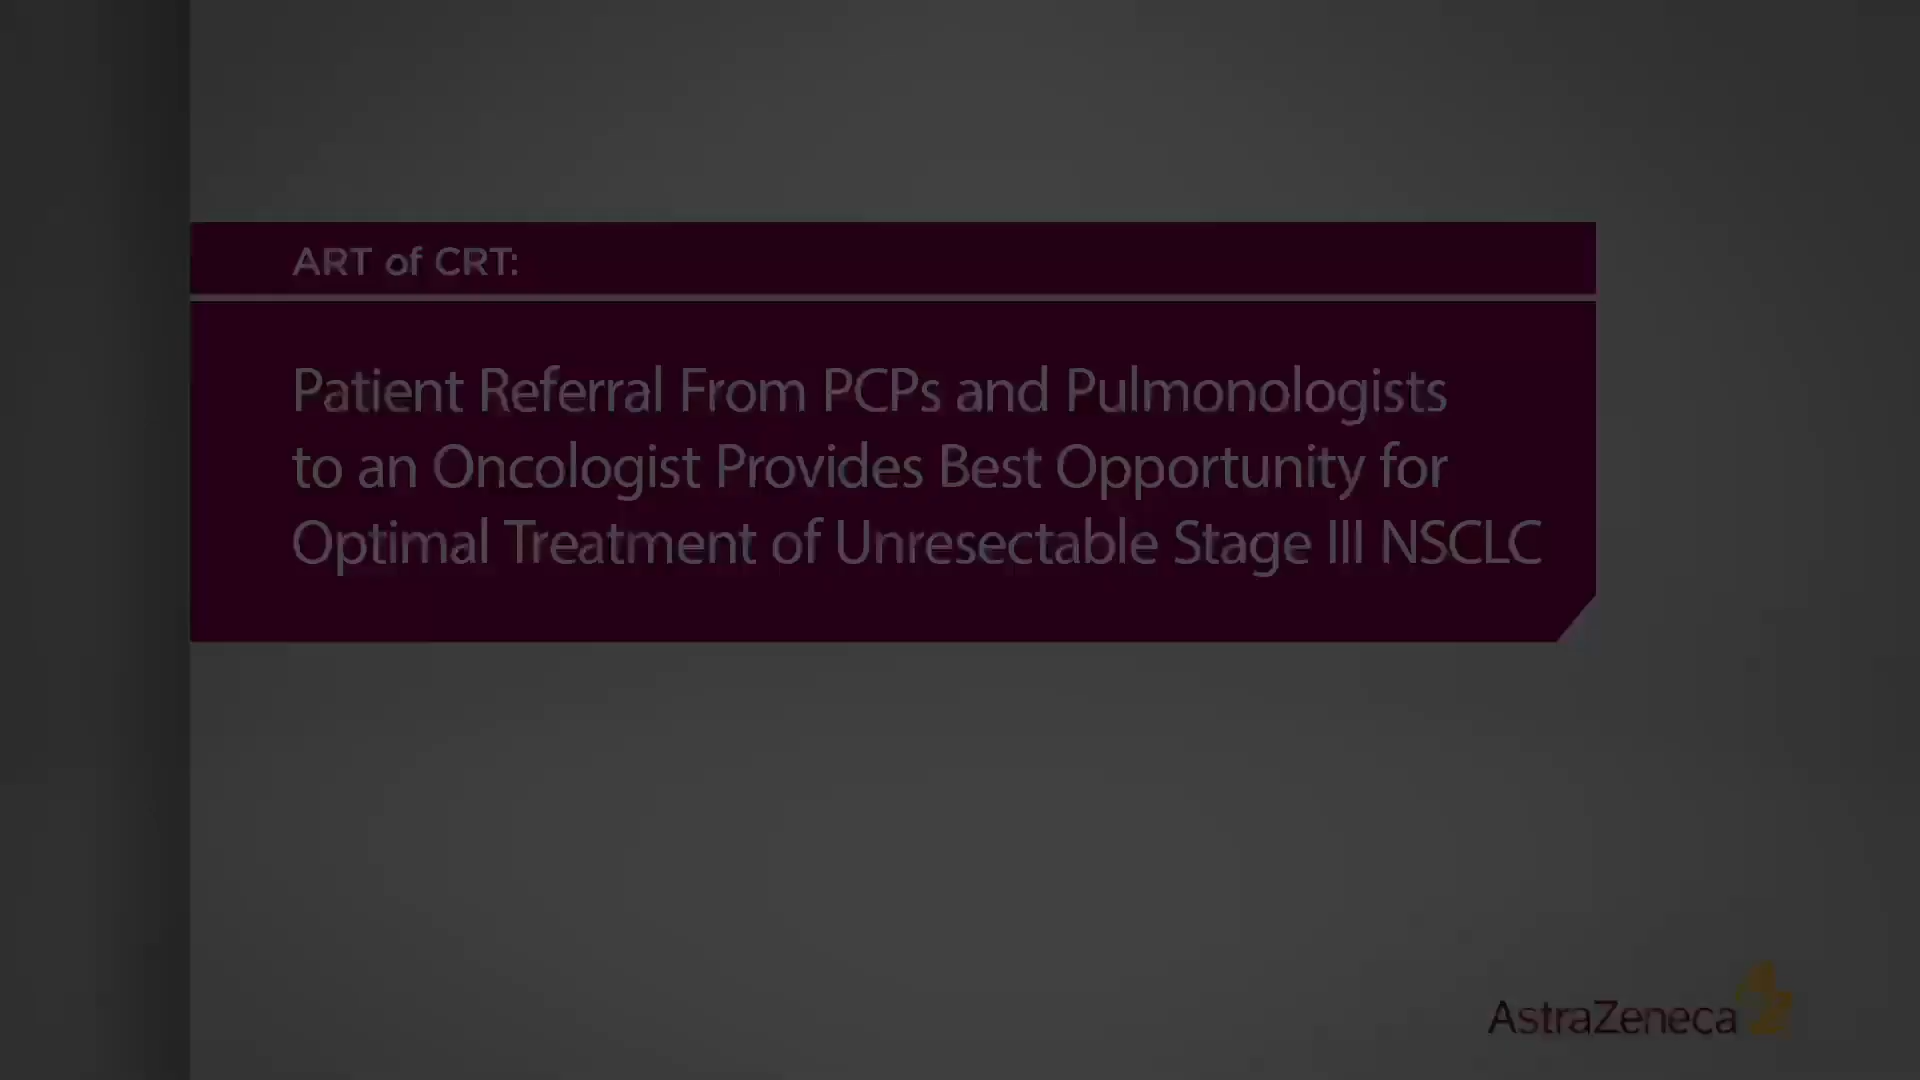 ART of CRT:
Patient Referral From PCPs and Pulmonologists
to an Oncologist Provides Best Opportunity for
Optimal Treatment of Unresectable Stage III NSCLC
AstraZeneca